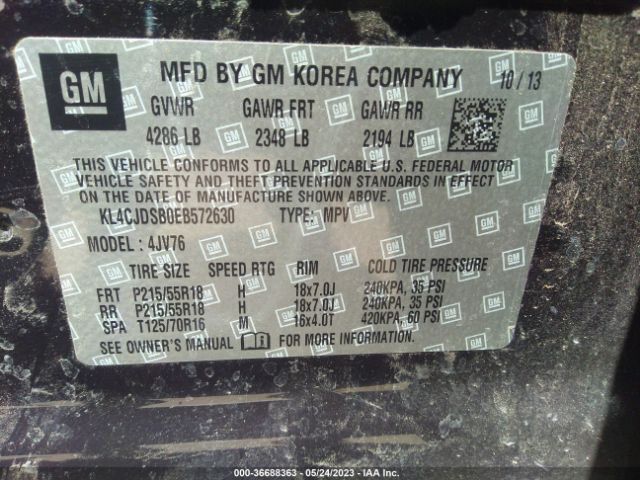 GM MFD BY GM KOREA COMPANY 10 / 13
GVWR GAWR FRT GAWR RR
4286 LB 2348 LB 2194 LB
THIS VEHICLE CONFORMS TO ALL APPLICABLE U.S. FEDERAL MOTOR
VEHICLE SAFETY AND THEFT PREVENTION STANDARDS IN EFFECT
ON THE DATE OF MANUFACTURE SHOWN ABOVE.
KL4CJDSB0EB572630 TYPE: MPV
MODEL : 4JV76
TIRE SIZE SPEED RTG RIM COLD TIRE PRESSURE
FRT P215/55R18 H 18x7.0J 240KPA, 35 PSI
RR P215/55R18 H 18x7.0J 240KPA, 35 PSI
SPA T125/70R16 M 16x4.0T 420KPA, 60 PSI
SEE OWNER'S MANUAL FOR MORE INFORMATION.
000-36688363 - 05/24/2023 - IAA Inc.